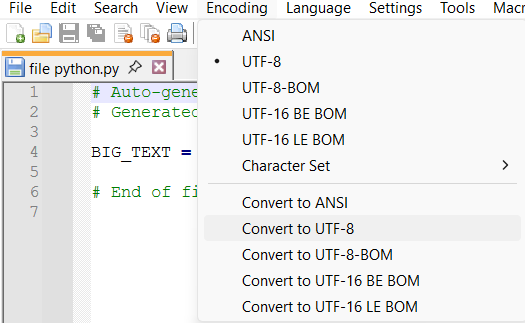 File Edit Search View Encoding Language Settings Tools
file python.py
1 # Auto-gene
2 # Generated
3
4 BIG_TEXT =
5
6 # End of fi
7
ANSI
• UTF-8
UTF-8-BOM
UTF-16 BE BOM
UTF-16 LE BOM
Character Set
Convert to ANSI
Convert to UTF-8
Convert to UTF-8-BOM
Convert to UTF-16 BE BOM
Convert to UTF-16 LE BOM